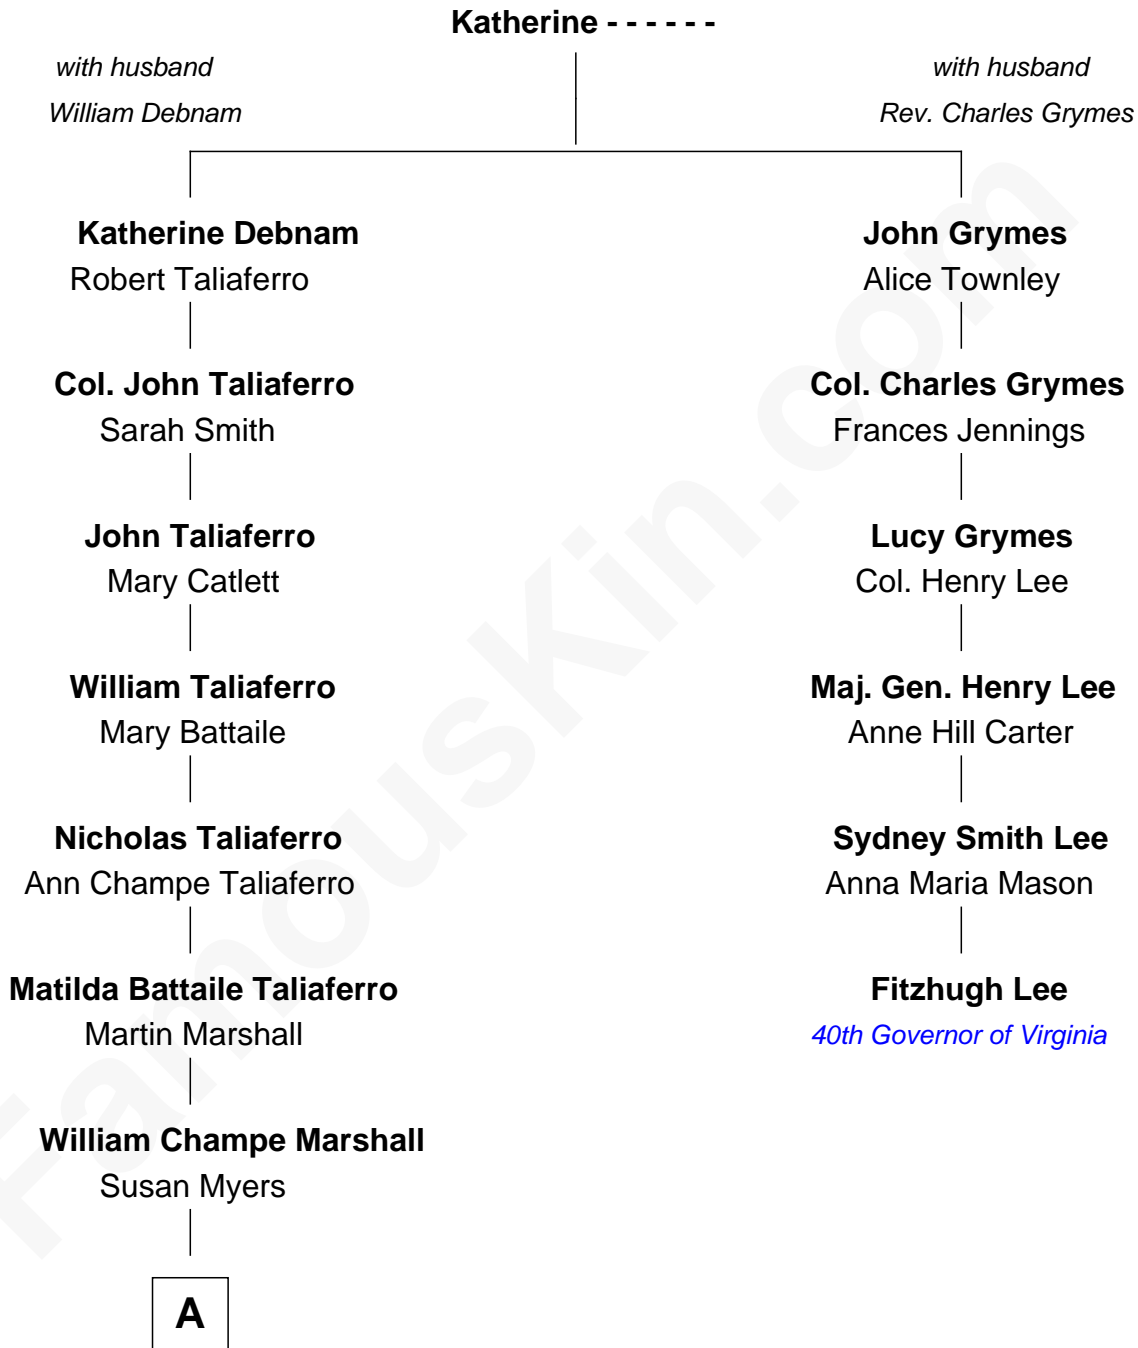 Katherine - - - - - -
with husband
William Debnam
with husband
Rev. Charles Grymes
Katherine Debnam
Robert Taliaferro
John Grymes
Alice Townley
Col. John Taliaferro
Sarah Smith
Col. Charles Grymes
Frances Jennings
John Taliaferro
Mary Catlett
Lucy Grymes
Col. Henry Lee
William Taliaferro
Mary Battaile
Maj. Gen. Henry Lee
Anne Hill Carter
Nicholas Taliaferro
Ann Champe Taliaferro
Sydney Smith Lee
Anna Maria Mason
Matilda Battaile Taliaferro
Martin Marshall
Fitzhugh Lee
40th Governor of Virginia
William Champe Marshall
Susan Myers
A
FamousKin.com